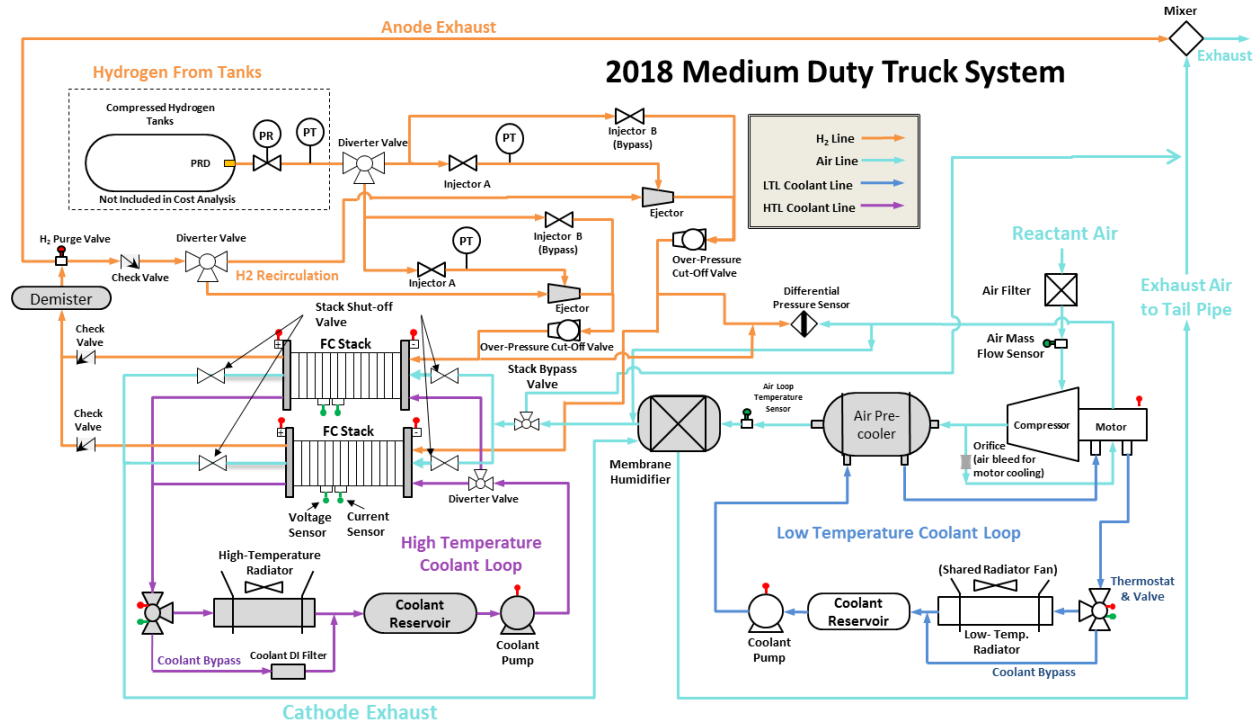 Mixer
Anode Exhaust
Exhaust
Hydrogen From Tanks
2018 Medium Duty Truck System
Compressed Hydrogen
Tanks
PR
PT
PRD
Not Included in Cost Analysis
Diverter Valve
PT
Injector A
Injector B
(Bypass)
Ejector
H₂ Line
Air Line
LTL Coolant Line
HTL Coolant Line
H₂ Purge Valve
Diverter Valve
Check Valve
H2 Recirculation
PT
Injector B
(Bypass)
Injector A
Ejector
Over-Pressure
Cut-Off Valve
Reactant Air
Air Filter
Exhaust Air
to Tail Pipe
Demister
Stack Shut-off
Valve
Over-Pressure Cut-Off Valve
Differential
Pressure Sensor
Air Mass
Flow Sensor
Check
Valve
+
FC Stack
-
Stack Bypass
Valve
Air Loop
Temperature
Sensor
Air Pre-
cooler
Compressor
Motor
Check
Valve
+
FC Stack
-
Membrane
Humidifier
Orifice
(air bleed for
motor cooling)
Diverter Valve
Voltage
Sensor
Current
Sensor
High Temperature
Coolant Loop
Low Temperature Coolant Loop
High-Temperature
Radiator
(Shared Radiator Fan)
Thermostat
& Valve
Coolant
Reservoir
Coolant
Pump
Coolant
Pump
Coolant
Reservoir
Low- Temp.
Radiator
Coolant Bypass
Coolant DI Filter
Coolant Bypass
Cathode Exhaust